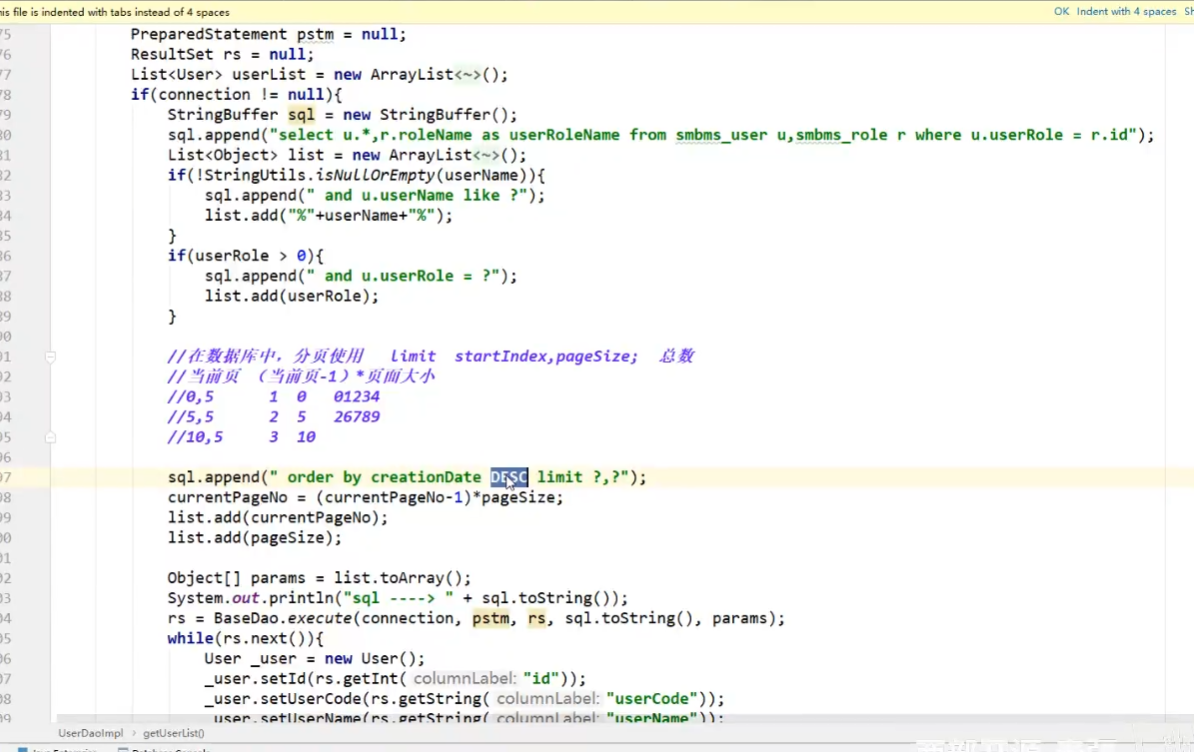 his file is indented with tabs instead of 4 spaces OK Indent with 4 spaces Sh
75 PreparedStatement pstm = null;
76 ResultSet rs = null;
77 List<User> userList = new ArrayList<~>();
78 if(connection != null){
79 StringBuffer sql = new StringBuffer();
80 sql.append("select u.*,r.roleName as userRoleName from smbms_user u,smbms_role r where u.userRole = r.id");
81 List<Object> list = new ArrayList<~>();
82 if(!StringUtils.isNullOrEmpty(userName)){
83 sql.append(" and u.userName like ?");
84 list.add("%"+userName+"%");
85 }
86 if(userRole > 0){
87 sql.append(" and u.userRole = ?");
88 list.add(userRole);
89 }
90
91 //在数据库中，分页使用 limit startIndex,pageSize; 总数
92 //当前页 （当前页-1）*页面大小
93 //0,5 1 0 01234
94 //5,5 2 5 26789
95 //10,5 3 10
96
97 sql.append(" order by creationDate DESC limit ?,?");
98 currentPageNo = (currentPageNo-1)*pageSize;
99 list.add(currentPageNo);
00 list.add(pageSize);
01
02 Object[] params = list.toArray();
03 System.out.println("sql ----> " + sql.toString());
04 rs = BaseDao.execute(connection, pstm, rs, sql.toString(), params);
05 while(rs.next()){
06 User _user = new User();
07 _user.setId(rs.getInt( columnLabel: "id"));
08 _user.setUserCode(rs.getString( columnLabel: "userCode"));
09 _user.setUserName(rs.getString( columnLabel: "userName"));
UserDaoImpl › getUserList()